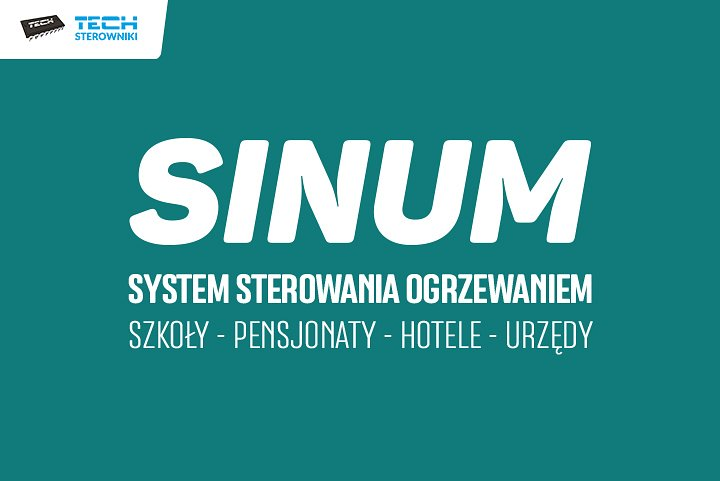 TECH
TECH
STEROWNIKI
SINUM
SYSTEM STEROWANIA OGRZEWANIEM
SZKOŁY - PENSJONATY - HOTELE - URZĘDY